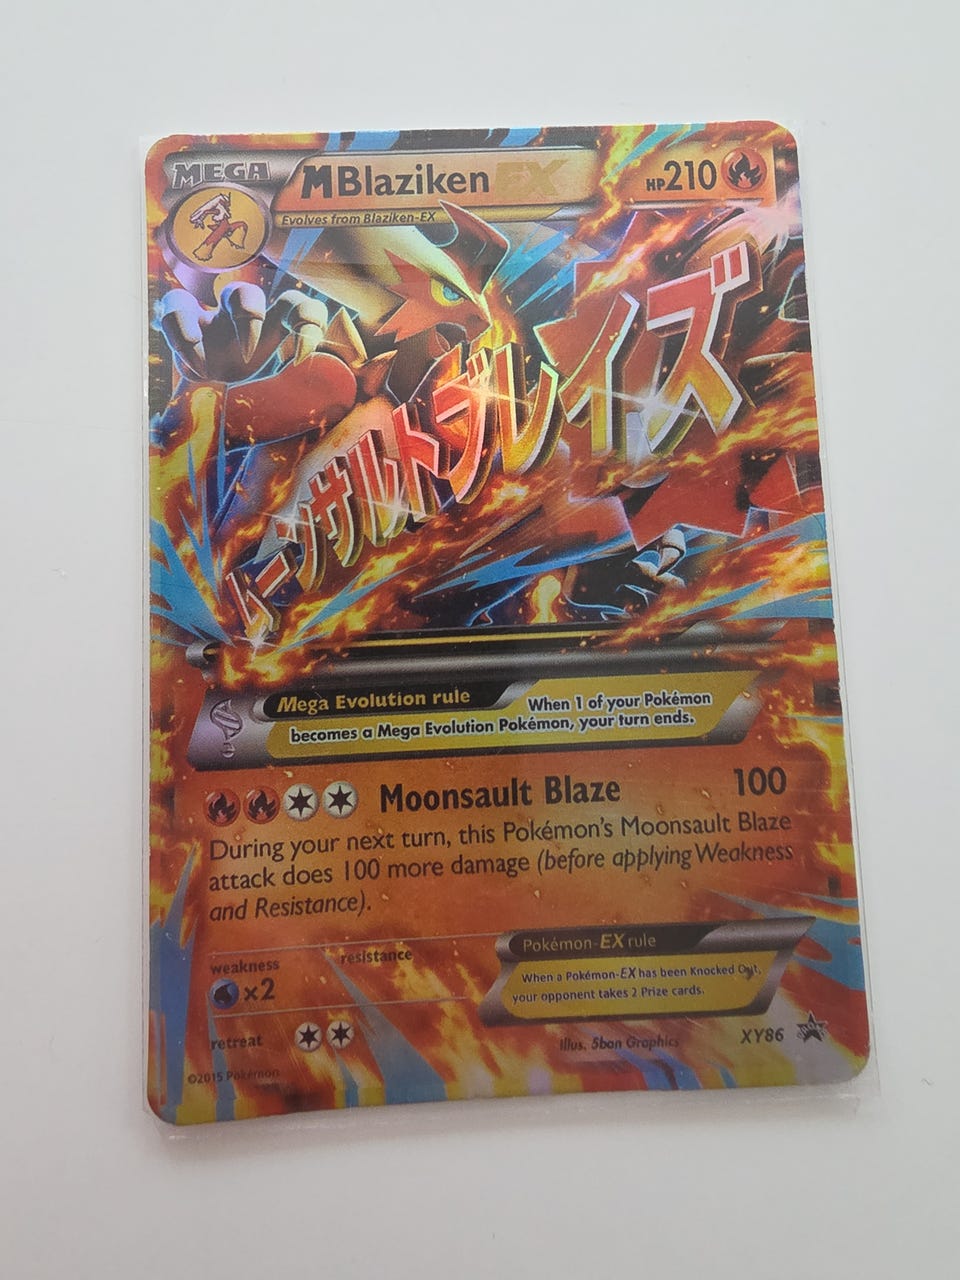 MEGA
MBlaziken EX
HP210
Evolves from Blaziken-EX
ムーンサルトブレイズ
Mega Evolution rule
When 1 of your Pokémon
becomes a Mega Evolution Pokémon, your turn ends.
Moonsault Blaze 100
During your next turn, this Pokémon's Moonsault Blaze
attack does 100 more damage (before applying Weakness
and Resistance).
weakness resistance
x2
Pokémon-EX rule
When a Pokémon-EX has been Knocked Out,
your opponent takes 2 Prize cards.
retreat
Illus. 5ban Graphics
XY86
©2015 Pokémon